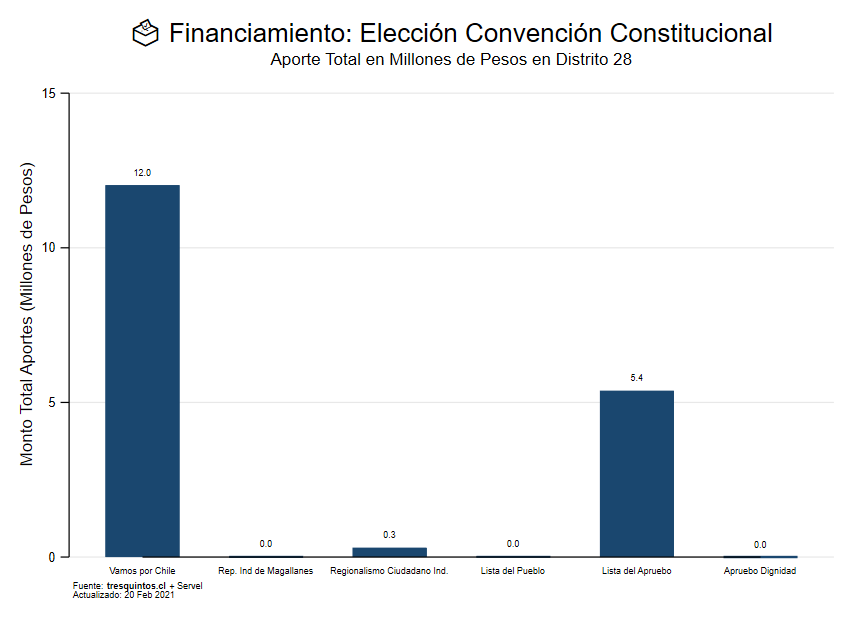 Financiamiento: Elección Convención Constitucional
Aporte Total en Millones de Pesos en Distrito 28
Monto Total Aportes (Millones de Pesos)
15
10
5
0
12.0
0.0
0.3
0.0
5.4
0.0
Vamos por Chile
Rep. Ind de Magallanes
Regionalismo Ciudadano Ind.
Lista del Pueblo
Lista del Apruebo
Apruebo Dignidad
Fuente: tresquintos.cl + Servel
Actualizado: 20 Feb 2021